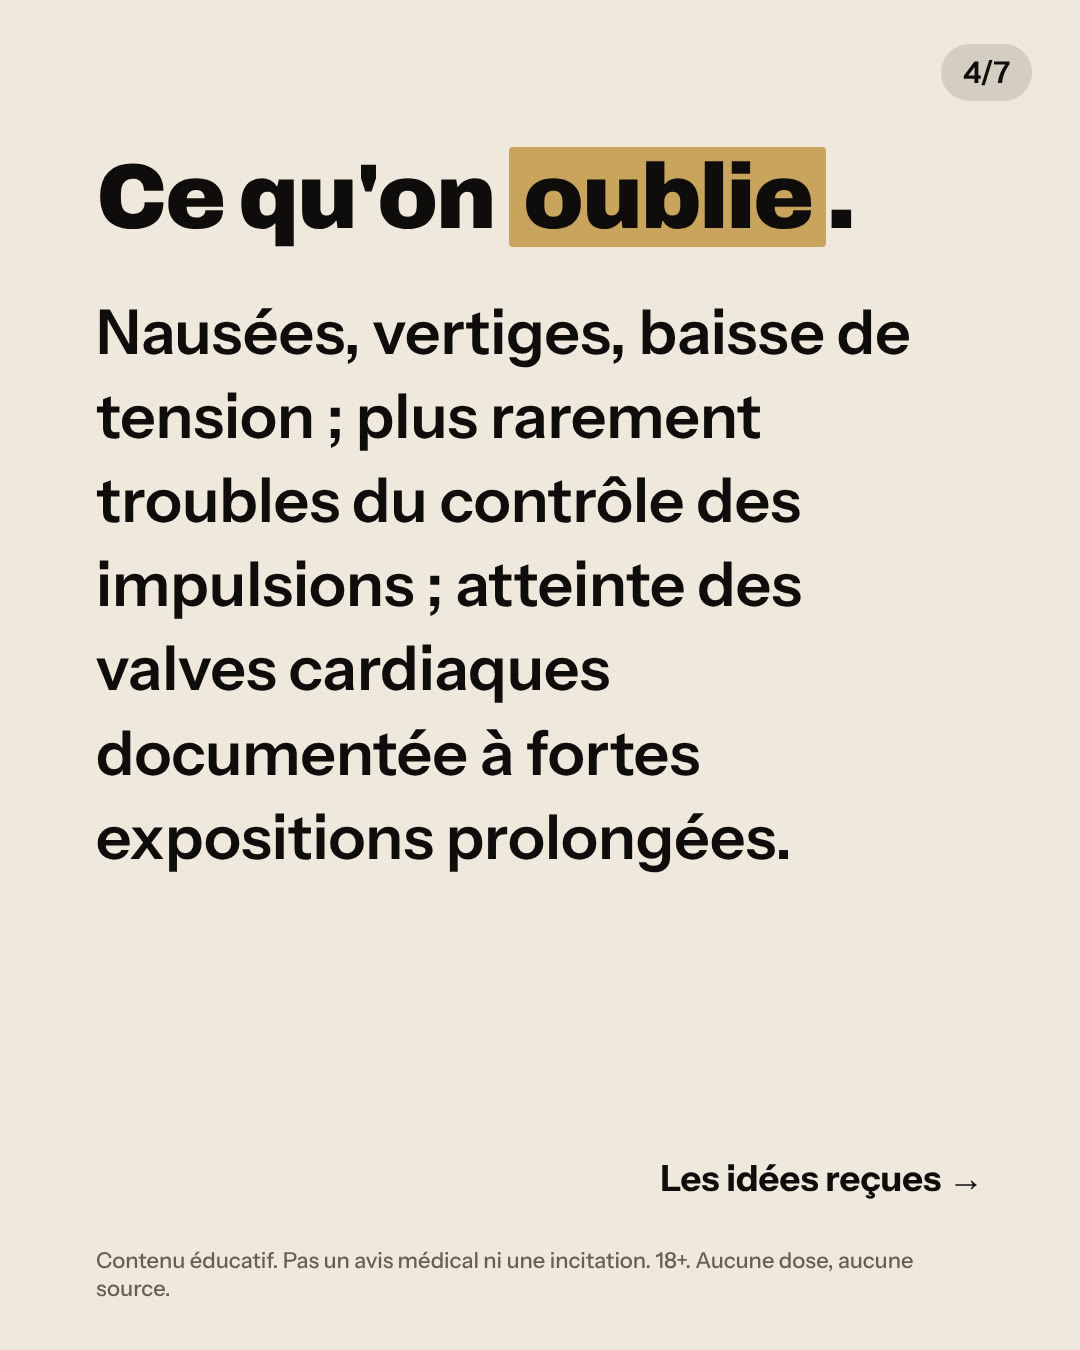 4/7
Ce qu'on oublie.
Nausées, vertiges, baisse de
tension ; plus rarement
troubles du contrôle des
impulsions ; atteinte des
valves cardiaques
documentée à fortes
expositions prolongées.
Les idées reçues →
Contenu éducatif. Pas un avis médical ni une incitation. 18+. Aucune dose, aucune
source.